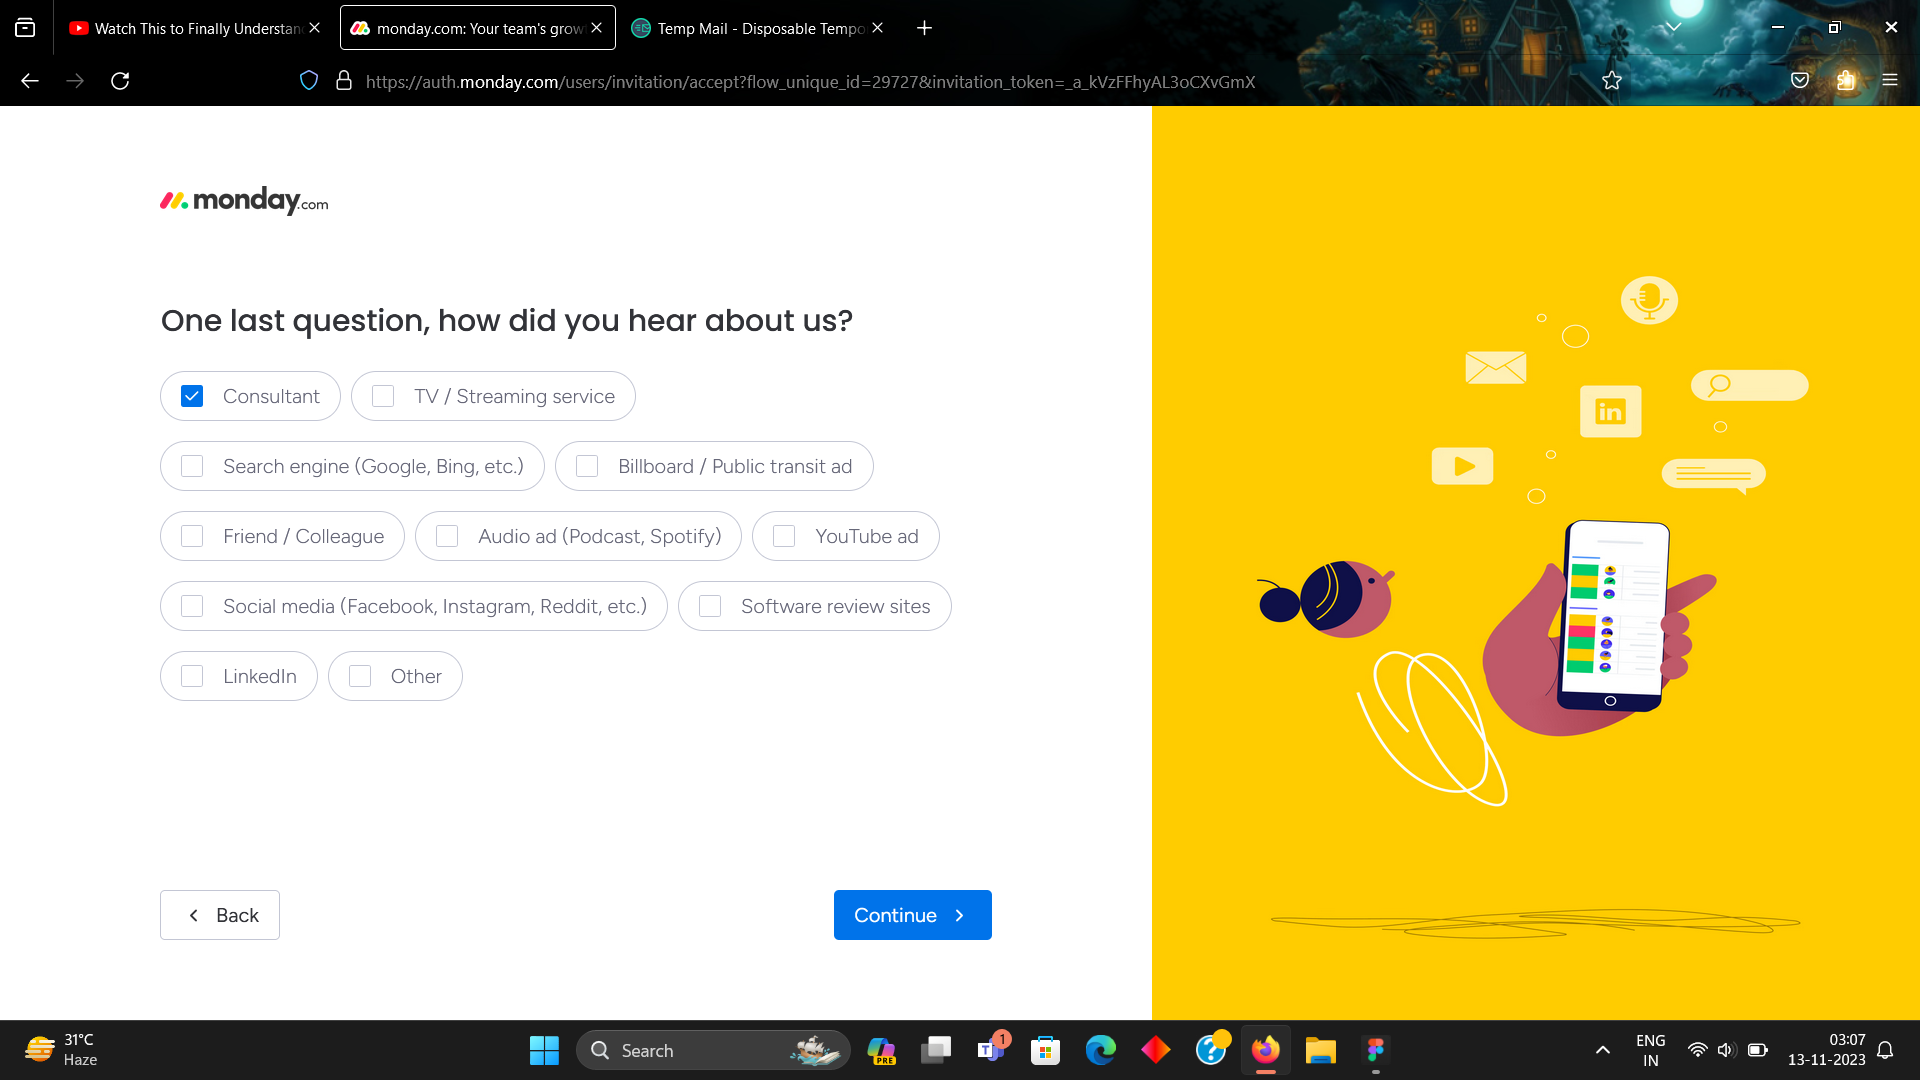 Watch This to Finally Understan
monday.com: Your team's grow
Temp Mail - Disposable Tempo
https://auth.monday.com/users/invitation/accept?flow_unique_id=29727&invitation_token=_a_kVzFFhyAL3oCXvGmX
monday.com
One last question, how did you hear about us?
Consultant TV / Streaming service
Search engine (Google, Bing, etc.) Billboard / Public transit ad
Friend / Colleague Audio ad (Podcast, Spotify) YouTube ad
Social media (Facebook, Instagram, Reddit, etc.) Software review sites
LinkedIn Other
in
Back Continue
31°C
Haze
Search
PRE
T
1
?
ENG
IN
03:07
13-11-2023